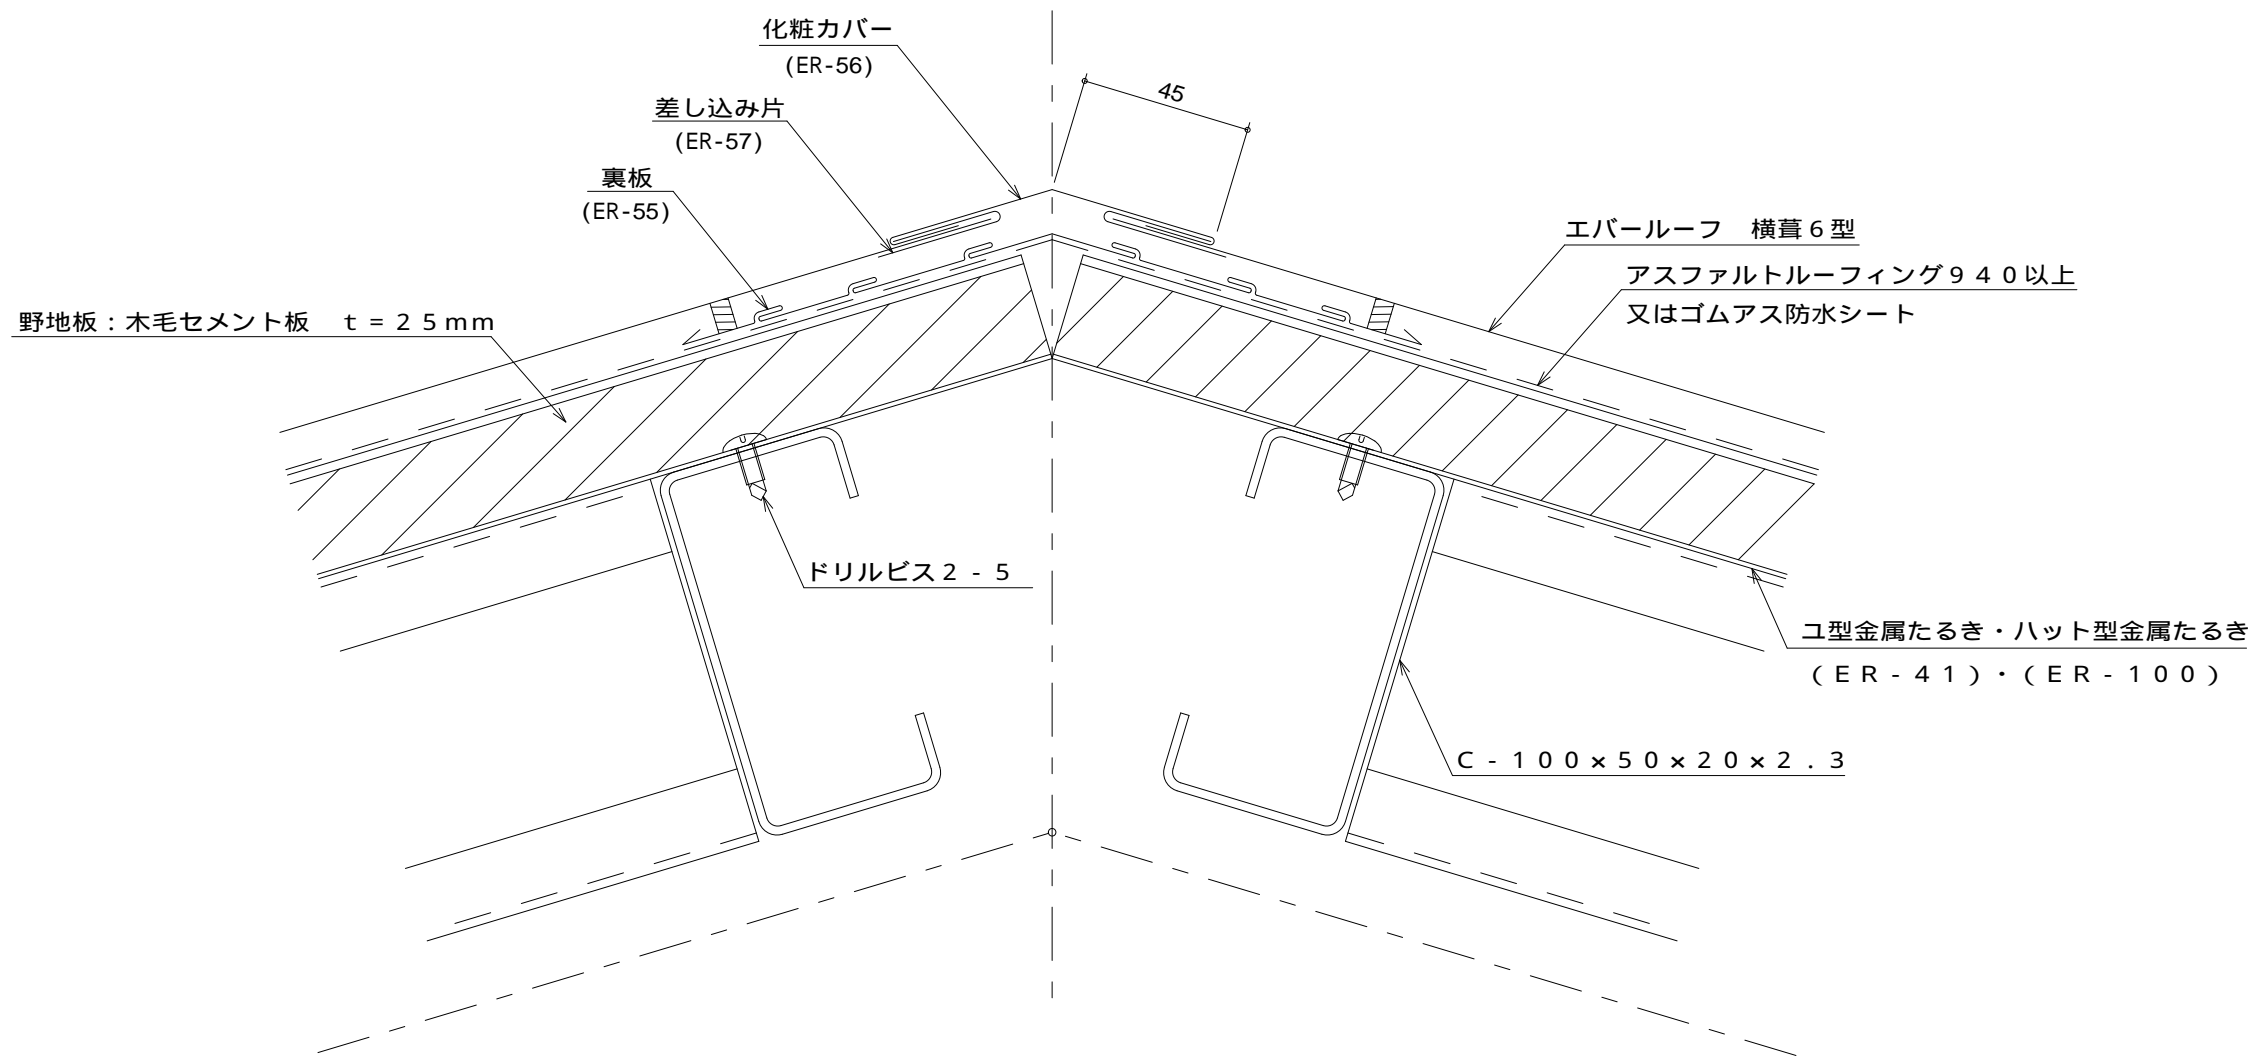 化粧カバー
(ER-56)
45
差し込み片
(ER-57)
裏板
(ER-55)
エバールーフ　横葺６型
アスファルトルーフィング９４０以上
又はゴムアス防水シート
野地板：木毛セメント板　ｔ＝２５mm
ドリルビス２-５
ユ型金属たるき・ハット型金属たるき
（ＥＲ-４１）・（ＥＲ-１００）
Ｃ-１００×５０×２０×２.３